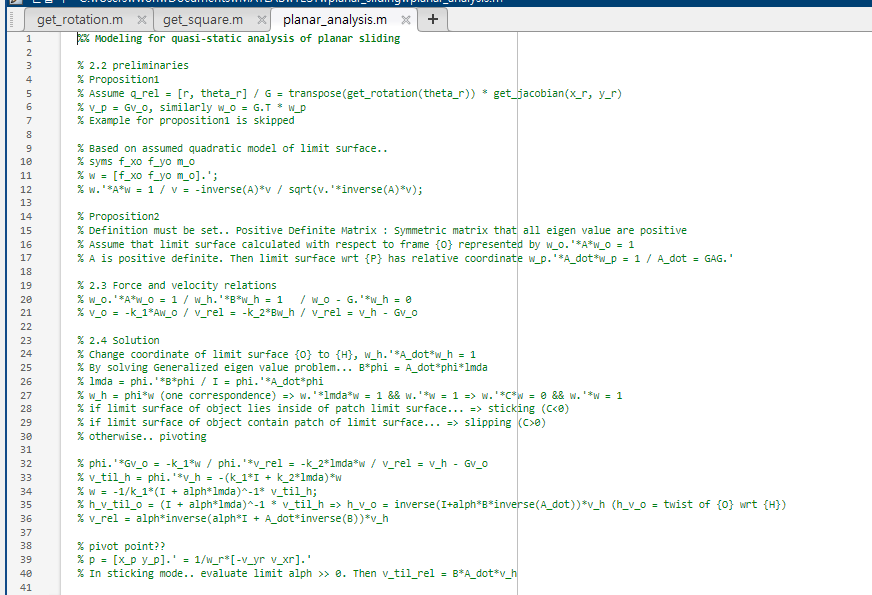 get_rotation.m × get_square.m × planar_analysis.m × +
1 %% Modeling for quasi-static analysis of planar sliding
2
3 % 2.2 preliminaries
4 % Proposition1
5 % Assume q_rel = [r, theta_r] / G = transpose(get_rotation(theta_r)) * get_jacobian(x_r, y_r)
6 % v_p = Gv_o, similarly w_o = G.T * w_p
7 % Example for proposition1 is skipped
8
9 % Based on assumed quadratic model of limit surface..
10 % syms f_xo f_yo m_o
11 % w = [f_xo f_yo m_o].';
12 % w.'*A*w = 1 / v = -inverse(A)*v / sqrt(v.'*inverse(A)*v);
13
14 % Proposition2
15 % Definition must be set.. Positive Definite Matrix : Symmetric matrix that all eigen value are positive
16 % Assume that limit surface calculated with respect to frame {O} represented by w_o.'*A*w_o = 1
17 % A is positive definite. Then limit surface wrt {P} has relative coordinate w_p.'*A_dot*w_p = 1 / A_dot = GAG.'
18
19 % 2.3 Force and velocity relations
20 % w_o.'*A*w_o = 1 / w_h.'*B*w_h = 1 / w_o - G.'*w_h = 0
21 % v_o = -k_1*Aw_o / v_rel = -k_2*Bw_h / v_rel = v_h - Gv_o
22
23 % 2.4 Solution
24 % Change coordinate of limit surface {O} to {H}, w_h.'*A_dot*w_h = 1
25 % By solving Generalized eigen value problem... B*phi = A_dot*phi*lmda
26 % lmda = phi.'*B*phi / I = phi.'*A_dot*phi
27 % w_h = phi*w (one correspondence) => w.'*lmda*w = 1 && w.'*w = 1 => w.'*C*w = 0 && w.'*w = 1
28 % if limit surface of object lies inside of patch limit surface... => sticking (C<0)
29 % if limit surface of object contain patch of limit surface... => slipping (C>0)
30 % otherwise.. pivoting
31
32 % phi.'*Gv_o = -k_1*w / phi.'*v_rel = -k_2*lmda*w / v_rel = v_h - Gv_o
33 % v_til_h = phi.'*v_h = -(k_1*I + k_2*lmda)*w
34 % w = -1/k_1*(I + alph*lmda)^-1* v_til_h;
35 % h_v_til_o = (I + alph*lmda)^-1 * v_til_h => h_v_o = inverse(I+alph*B*inverse(A_dot))*v_h (h_v_o = twist of {O} wrt {H})
36 % v_rel = alph*inverse(alph*I + A_dot*inverse(B))*v_h
37
38 % pivot point??
39 % p = [x_p y_p].' = 1/w_r*[-v_yr v_xr].'
40 % In sticking mode.. evaluate limit alph >> 0. Then v_til_rel = B*A_dot*v_h
41